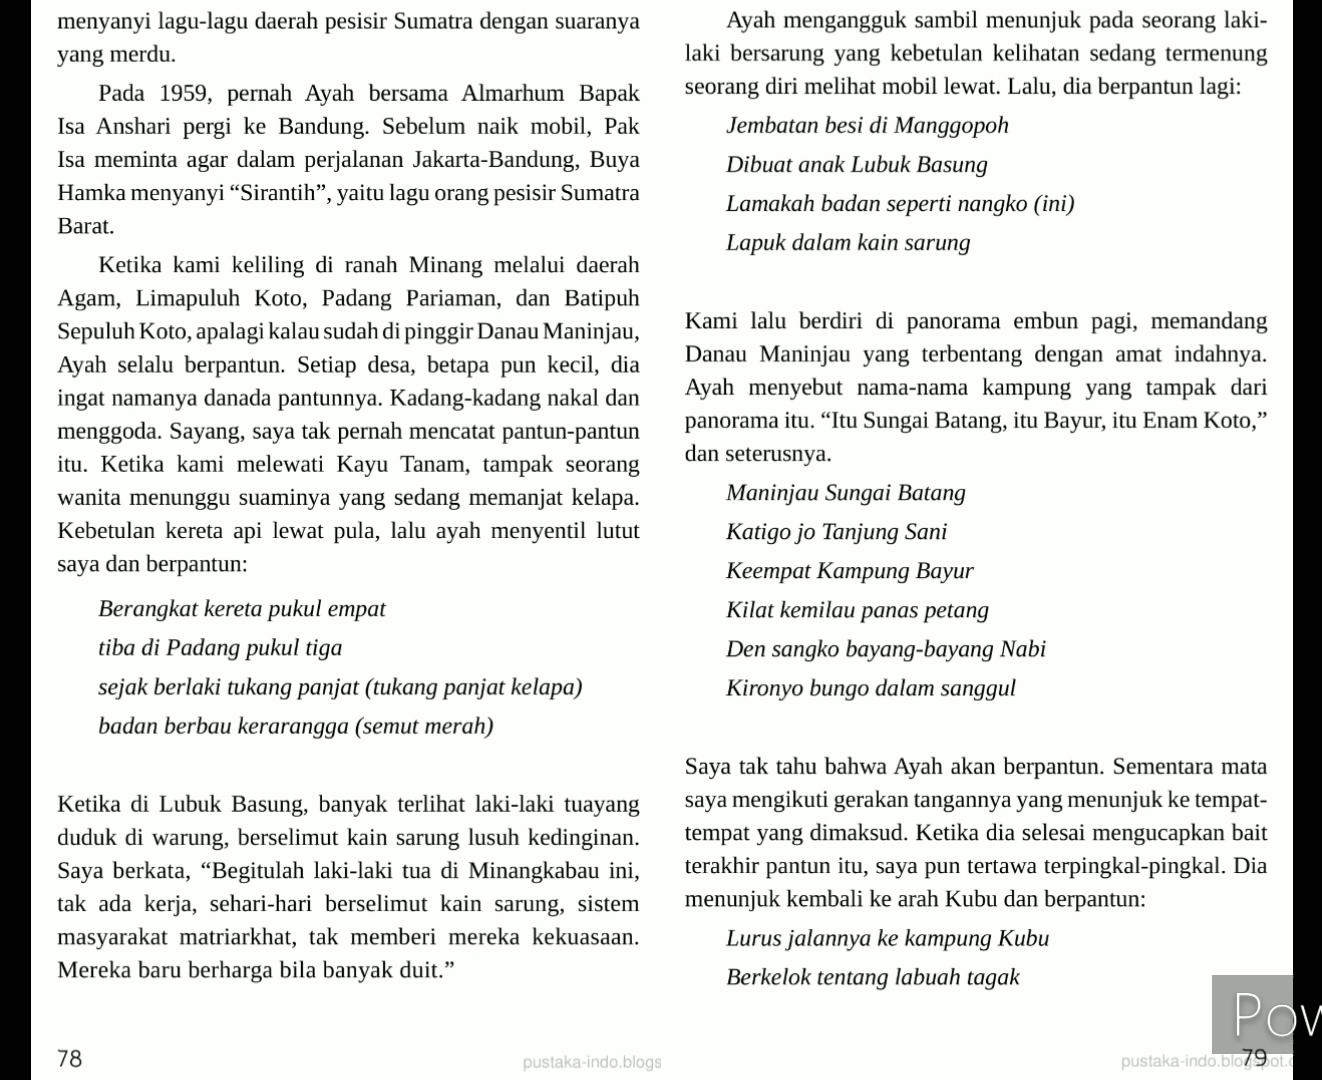 menyanyi lagu-lagu daerah pesisir Sumatra dengan suaranya
yang merdu.
Pada 1959, pernah Ayah bersama Almarhum Bapak
Isa Anshari pergi ke Bandung. Sebelum naik mobil, Pak
Isa meminta agar dalam perjalanan Jakarta-Bandung, Buya
Hamka menyanyi “Sirantih”, yaitu lagu orang pesisir Sumatra
Barat.
Ketika kami keliling di ranah Minang melalui daerah
Agam, Limapuluh Koto, Padang Pariaman, dan Batipuh
Sepuluh Koto, apalagi kalau sudah di pinggir Danau Maninjau,
Ayah selalu berpantun. Setiap desa, betapa pun kecil, dia
ingat namanya danada pantunnya. Kadang-kadang nakal dan
menggoda. Sayang, saya tak pernah mencatat pantun-pantun
itu. Ketika kami melewati Kayu Tanam, tampak seorang
wanita menunggu suaminya yang sedang memanjat kelapa.
Kebetulan kereta api lewat pula, lalu ayah menyentil lutut
saya dan berpantun:
Berangkat kereta pukul empat
tiba di Padang pukul tiga
sejak berlaki tukang panjat (tukang panjat kelapa)
badan berbau kerarangga (semut merah)
Ketika di Lubuk Basung, banyak terlihat laki-laki tuayang
duduk di warung, berselimut kain sarung lusuh kedinginan.
Saya berkata, “Begitulah laki-laki tua di Minangkabau ini,
tak ada kerja, sehari-hari berselimut kain sarung, sistem
masyarakat matriarkhat, tak memberi mereka kekuasaan.
Mereka baru berharga bila banyak duit.”
78
pustaka-indo.blogs
Ayah mengangguk sambil menunjuk pada seorang laki-
laki bersarung yang kebetulan kelihatan sedang termenung
seorang diri melihat mobil lewat. Lalu, dia berpantun lagi:
Jembatan besi di Manggopoh
Dibuat anak Lubuk Basung
Lamakah badan seperti nangko (ini)
Lapuk dalam kain sarung
Kami lalu berdiri di panorama embun pagi, memandang
Danau Maninjau yang terbentang dengan amat indahnya.
Ayah menyebut nama-nama kampung yang tampak dari
panorama itu. “Itu Sungai Batang, itu Bayur, itu Enam Koto,”
dan seterusnya.
Maninjau Sungai Batang
Katigo jo Tanjung Sani
Keempat Kampung Bayur
Kilat kemilau panas petang
Den sangko bayang-bayang Nabi
Kironyo bungo dalam sanggul
Saya tak tahu bahwa Ayah akan berpantun. Sementara mata
saya mengikuti gerakan tangannya yang menunjuk ke tempat-
tempat yang dimaksud. Ketika dia selesai mengucapkan bait
terakhir pantun itu, saya pun tertawa terpingkal-pingkal. Dia
menunjuk kembali ke arah Kubu dan berpantun:
Lurus jalannya ke kampung Kubu
Berkelok tentang labuah tagak
Pow
79